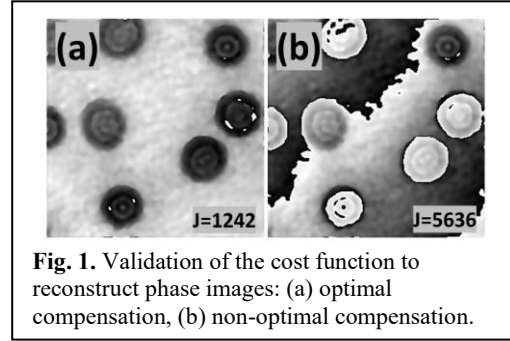 (a)
(b)
J=1242
J=5636
Fig. 1. Validation of the cost function to
reconstruct phase images: (a) optimal
compensation, (b) non-optimal compensation.